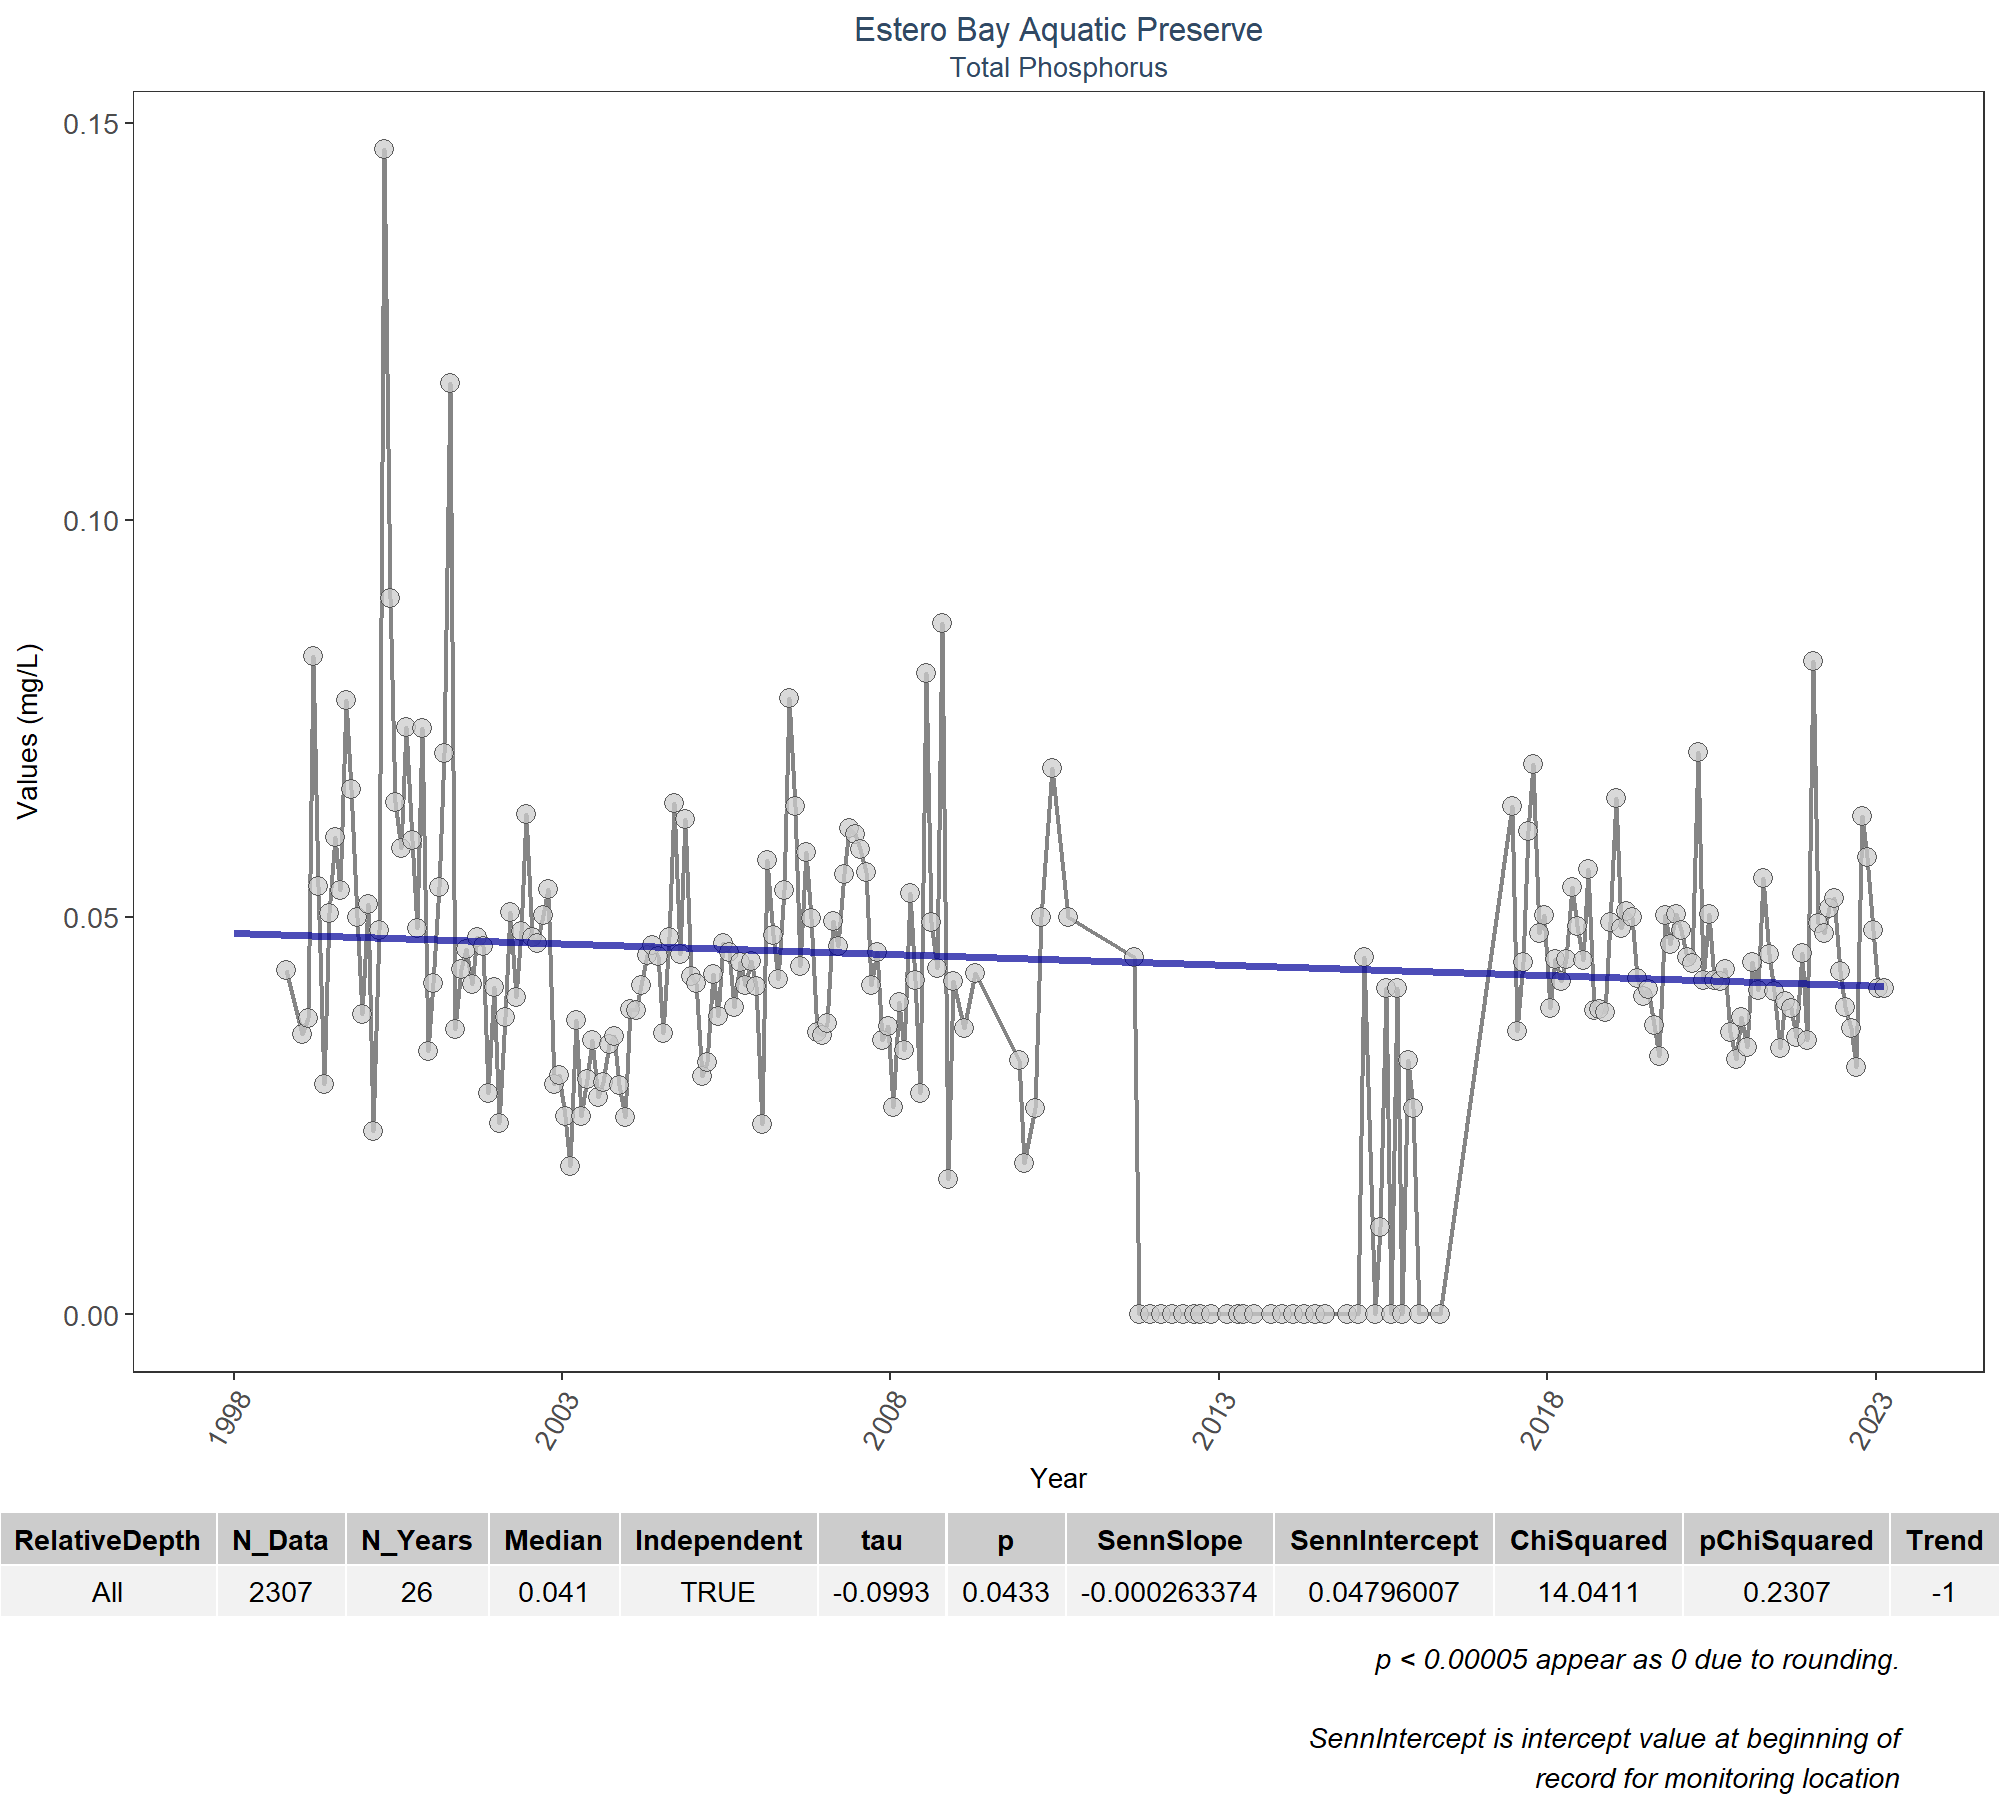 Estero Bay Aquatic Preserve
Total Phosphorus
0.15
0.10
0.05
0.00
Values (mg/L)
1998 2003 2008 2013 2018 2023
Year
RelativeDepth N_Data N_Years Median Independent tau p SennSlope SennIntercept ChiSquared pChiSquared Trend
All 2307 26 0.041 TRUE -0.0993 0.0433 -0.000263374 0.04796007 14.0411 0.2307 -1
p < 0.00005 appear as 0 due to rounding.
SennIntercept is intercept value at beginning of
record for monitoring location